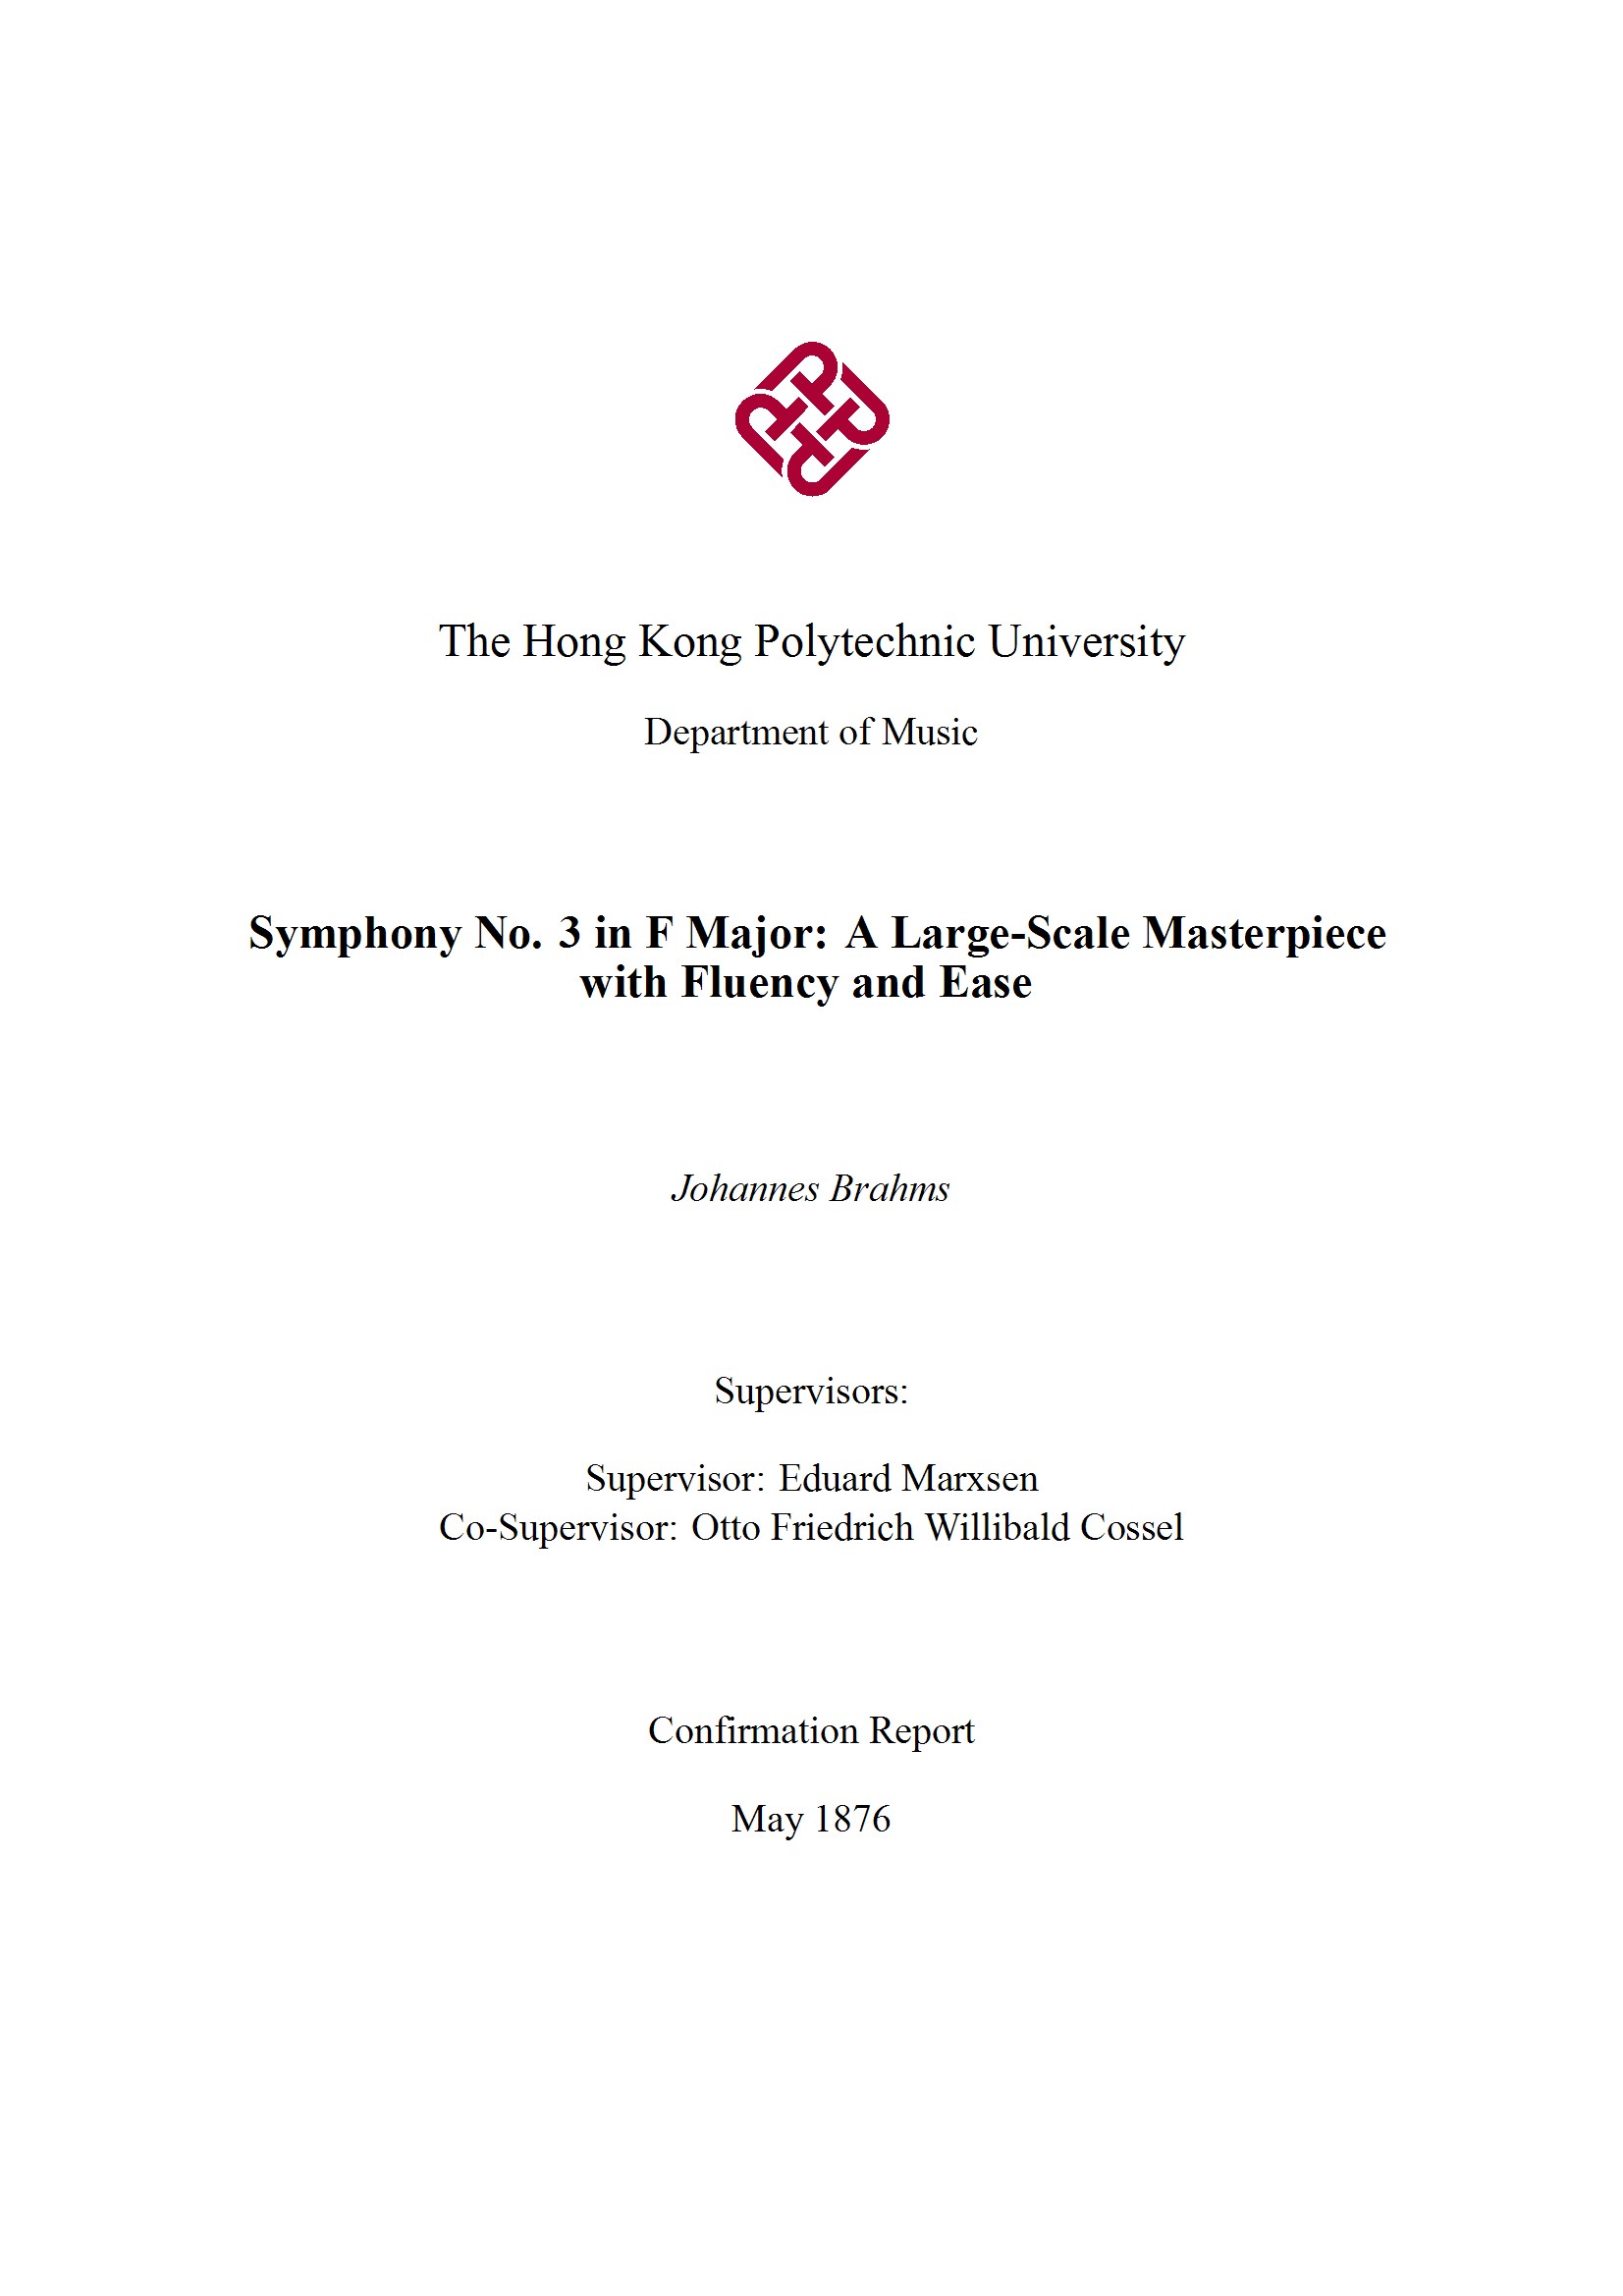 The Hong Kong Polytechnic University
Department of Music
Symphony No. 3 in F Major: A Large-Scale Masterpiece
with Fluency and Ease
Johannes Brahms
Supervisors:
Supervisor: Eduard Marxsen
Co-Supervisor: Otto Friedrich Willibald Cossel
Confirmation Report
May 1876